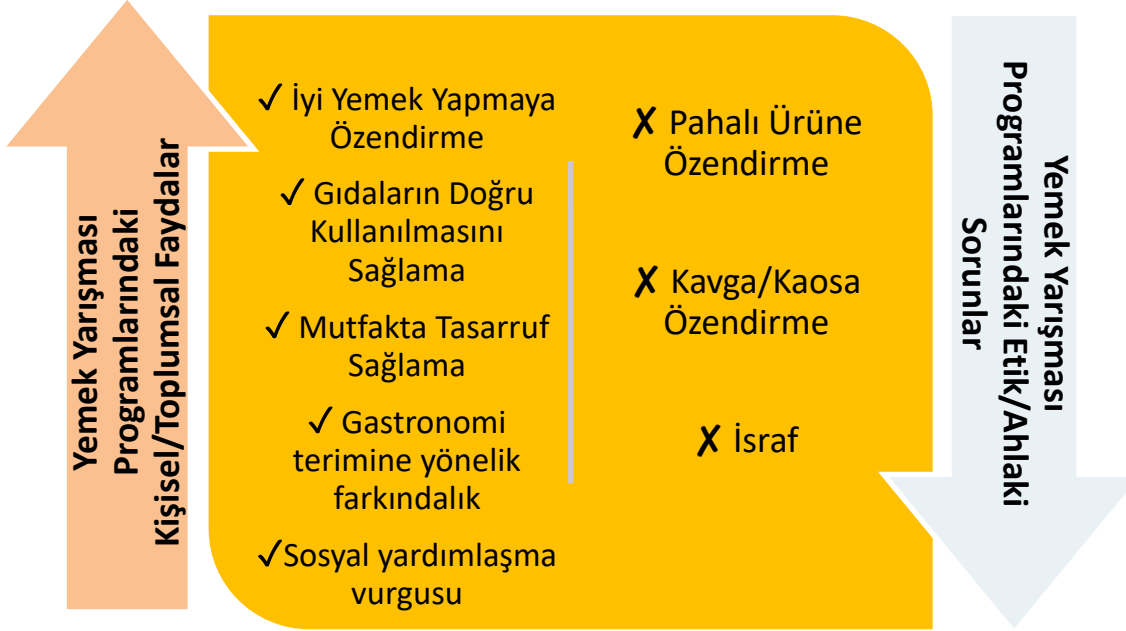 Yemek Yarışması
Programlarındaki
Kişisel/Toplumsal Faydalar
✓ İyi Yemek Yapmaya
Özendirme
✓ Gıdaların Doğru
Kullanılmasını
Sağlama
✓ Mutfakta Tasarruf
Sağlama
✓ Gastronomi
terimine yönelik
farkındalık
✓Sosyal yardımlaşma
vurgusu
✗ Pahalı Ürüne
Özendirme
✗ Kavga/Kaosa
Özendirme
✗ İsraf
Yemek Yarışması
Programlarındaki Etik/Ahlaki
Sorunlar